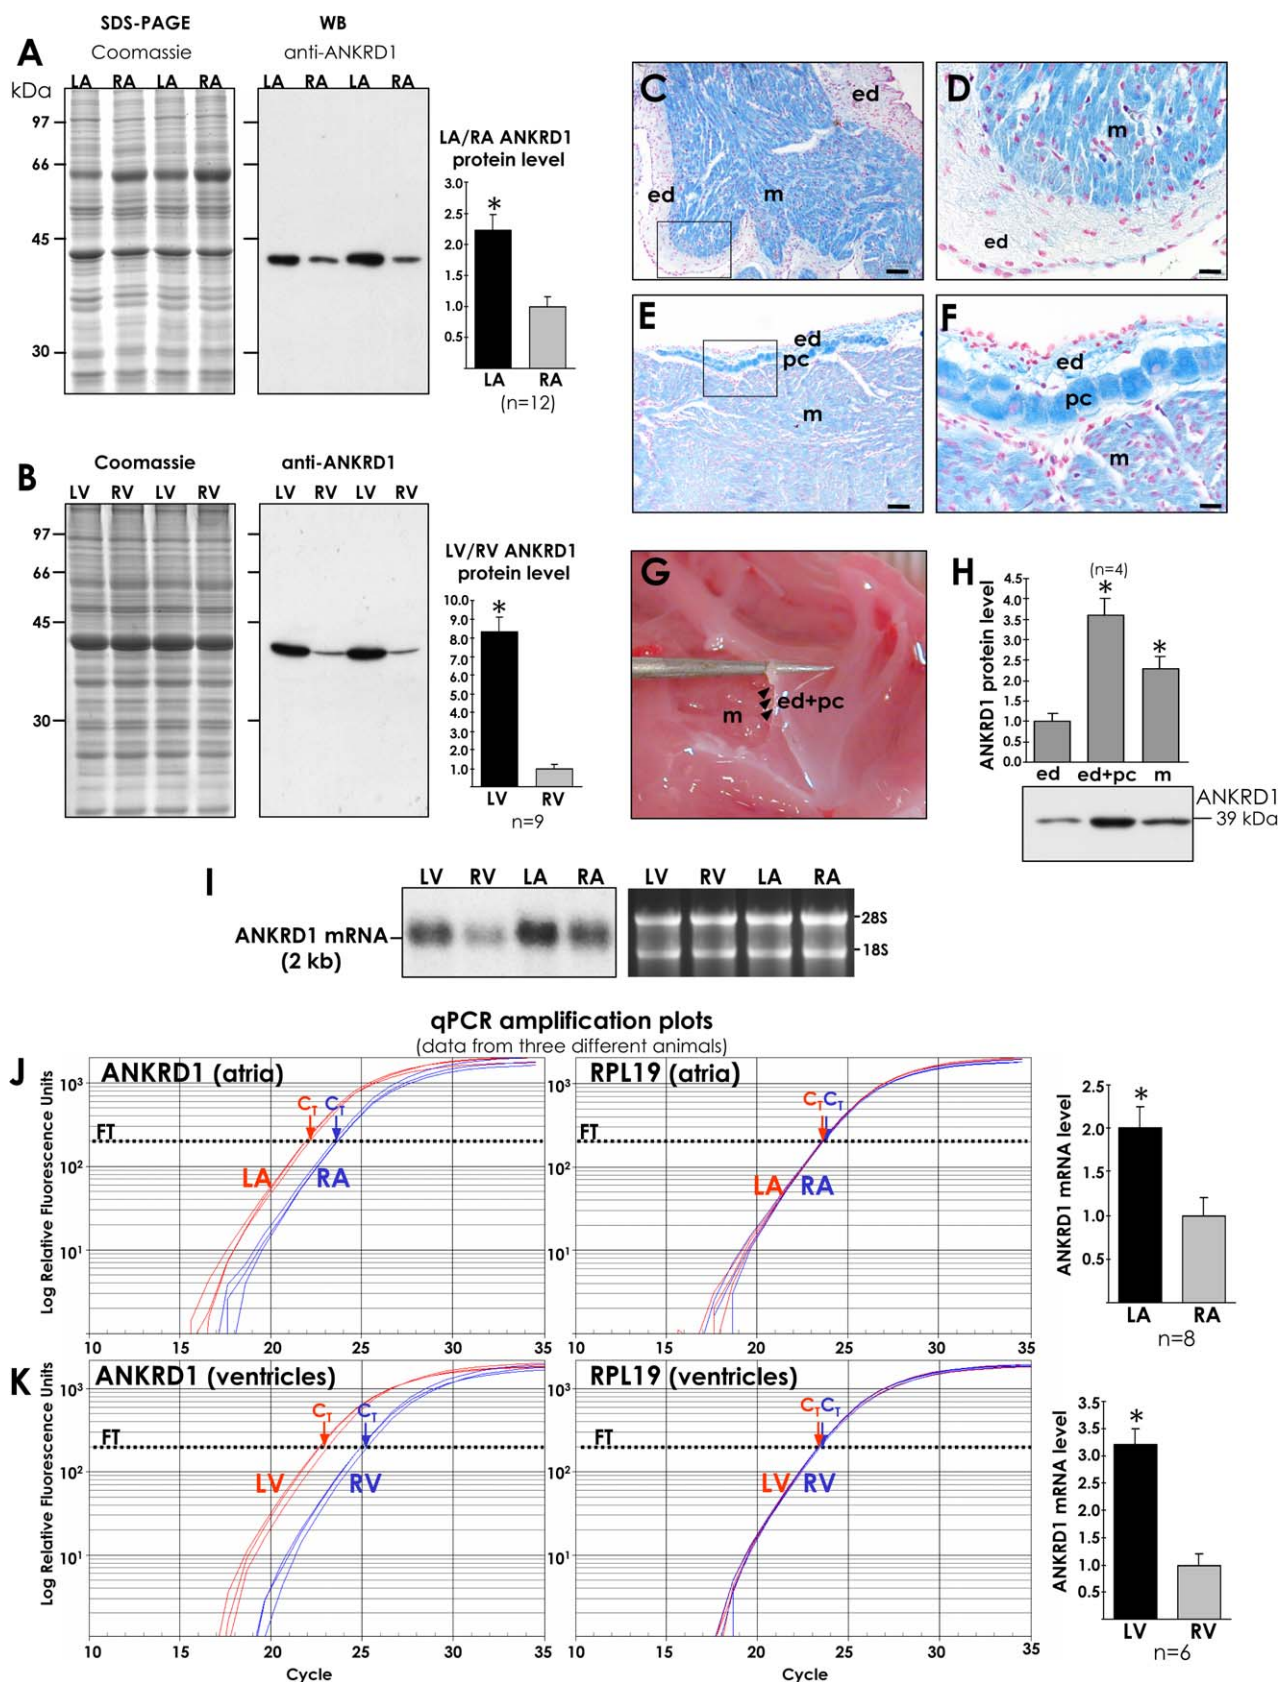 A
SDS-PAGE
Coomassie
WB
anti-ANKRD1
kDa
LA RA LA RA
LA RA LA RA
97
66
45
30
LA/RA ANKRD1
protein level
3.0
2.5
*
2.0
1.0
0.5
LA RA
(n=12)
B
Coomassie
anti-ANKRD1
LV RV LV RV
LV RV LV RV
97
66
45
30
LV/RV ANKRD1
protein level
10.0
9.0
*
8.0
7.0
6.0
5.0
4.0
3.0
2.0
1.0
LV RV
n=9
C
ed
ed
m
D
m
ed
E
ed
pc
m
F
ed
pc
m
G
m
ed+pc
H
ANKRD1 protein level
(n=4)
4.5
4.0
3.5
3.0
2.5
2.0
1.5
1.0
0.5
0.0
*
*
ed ed+pc m
ANKRD1
39 kDa
I
LV RV LA RA
LV RV LA RA
ANKRD1 mRNA
(2 kb)
28S
18S
qPCR amplification plots
(data from three different animals)
J
Log Relative Fluorescence Units
ANKRD1 (atria)
10³
10²
10¹
FT
CT CT
LA RA
10 15 20 25 30 35
RPL19 (atria)
10³
10²
10¹
FT
CT CT
LA RA
10 15 20 25 30 35
ANKRD1 mRNA level
2.5
2.0
1.5
1.0
0.5
*
LA RA
n=8
K
Log Relative Fluorescence Units
ANKRD1 (ventricles)
10³
10²
10¹
FT
CT CT
LV RV
10 15 20 25 30 35
Cycle
RPL19 (ventricles)
10³
10²
10¹
FT
CT CT
LV RV
10 15 20 25 30 35
Cycle
ANKRD1 mRNA level
3.5
3.0
2.5
2.0
1.5
1.0
0.5
*
LV RV
n=6